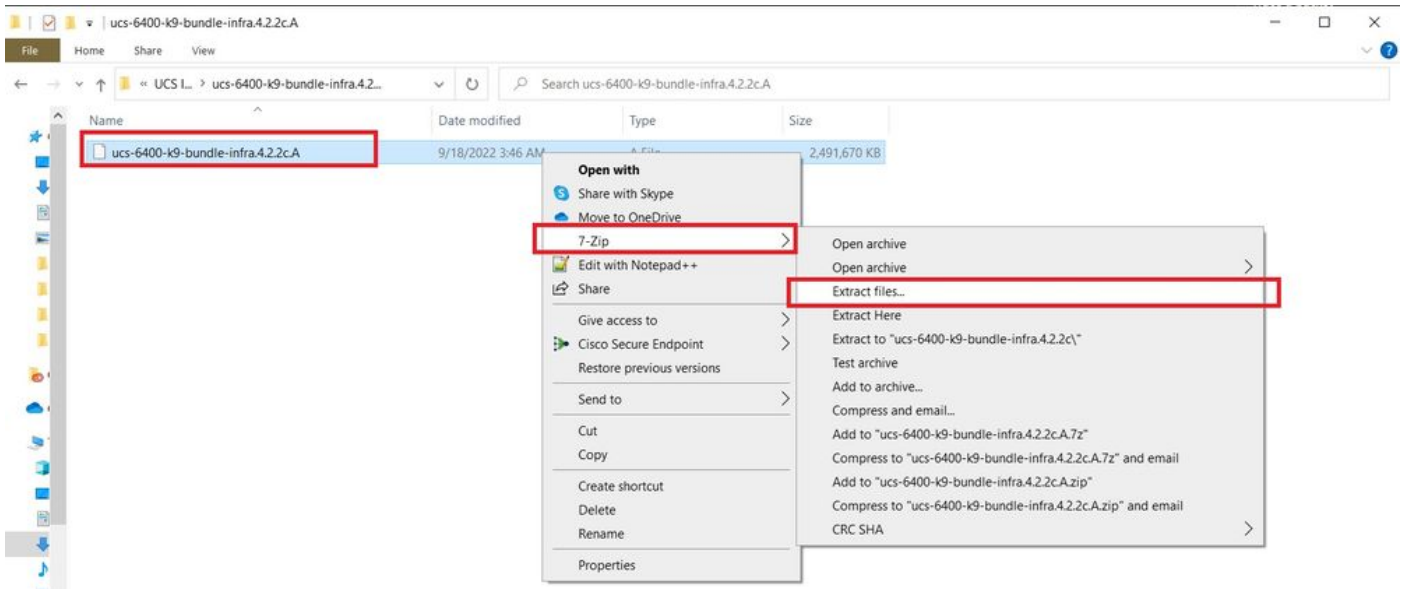 ucs-6400-k9-bundle-infra.4.2.2c.A
File Home Share View
« UCS I... > ucs-6400-k9-bundle-infra.4.2... Search ucs-6400-k9-bundle-infra.4.2.2c.A
Name Date modified Type Size
ucs-6400-k9-bundle-infra.4.2.2c.A 9/18/2022 3:46 AM A File 2,491,670 KB
Open with
Share with Skype
Move to OneDrive
7-Zip
Edit with Notepad++
Share
Give access to
Cisco Secure Endpoint
Restore previous versions
Send to
Cut
Copy
Create shortcut
Delete
Rename
Properties
Open archive
Open archive
Extract files...
Extract Here
Extract to "ucs-6400-k9-bundle-infra.4.2.2c\"
Test archive
Add to archive...
Compress and email...
Add to "ucs-6400-k9-bundle-infra.4.2.2c.A.7z"
Compress to "ucs-6400-k9-bundle-infra.4.2.2c.A.7z" and email
Add to "ucs-6400-k9-bundle-infra.4.2.2c.A.zip"
Compress to "ucs-6400-k9-bundle-infra.4.2.2c.A.zip" and email
CRC SHA